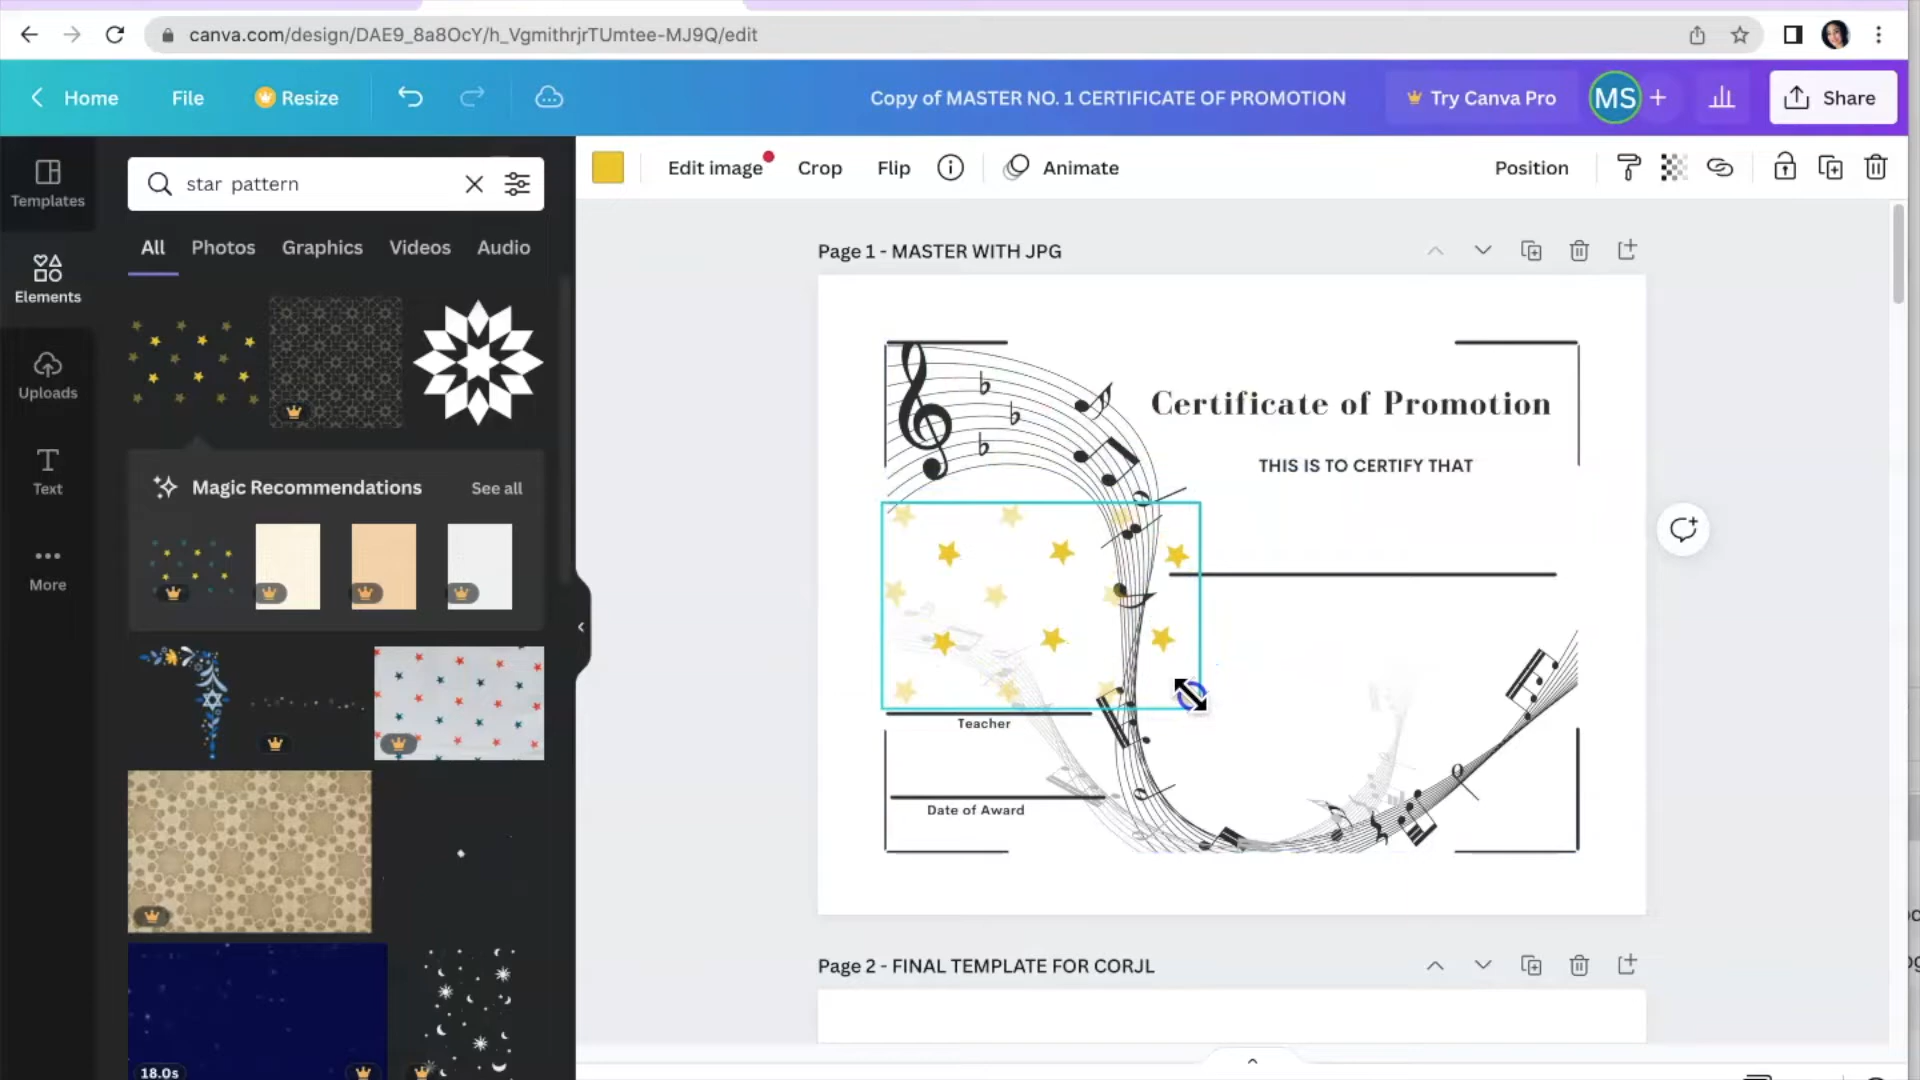 canva.com/design/DAE9_8a8OcY/h_VgmithrjrTUmtee-MJ9Q/edit
Home File Resize Copy of MASTER NO. 1 CERTIFICATE OF PROMOTION Try Canva Pro MS + Share
star pattern
Edit image Crop Flip Animate Position
Templates
Elements
Uploads
Text
More
All Photos Graphics Videos Audio
Magic Recommendations See all
18.0s
Page 1 - MASTER WITH JPG
Certificate of Promotion
THIS IS TO CERTIFY THAT
Teacher
Date of Award
Page 2 - FINAL TEMPLATE FOR CORJL